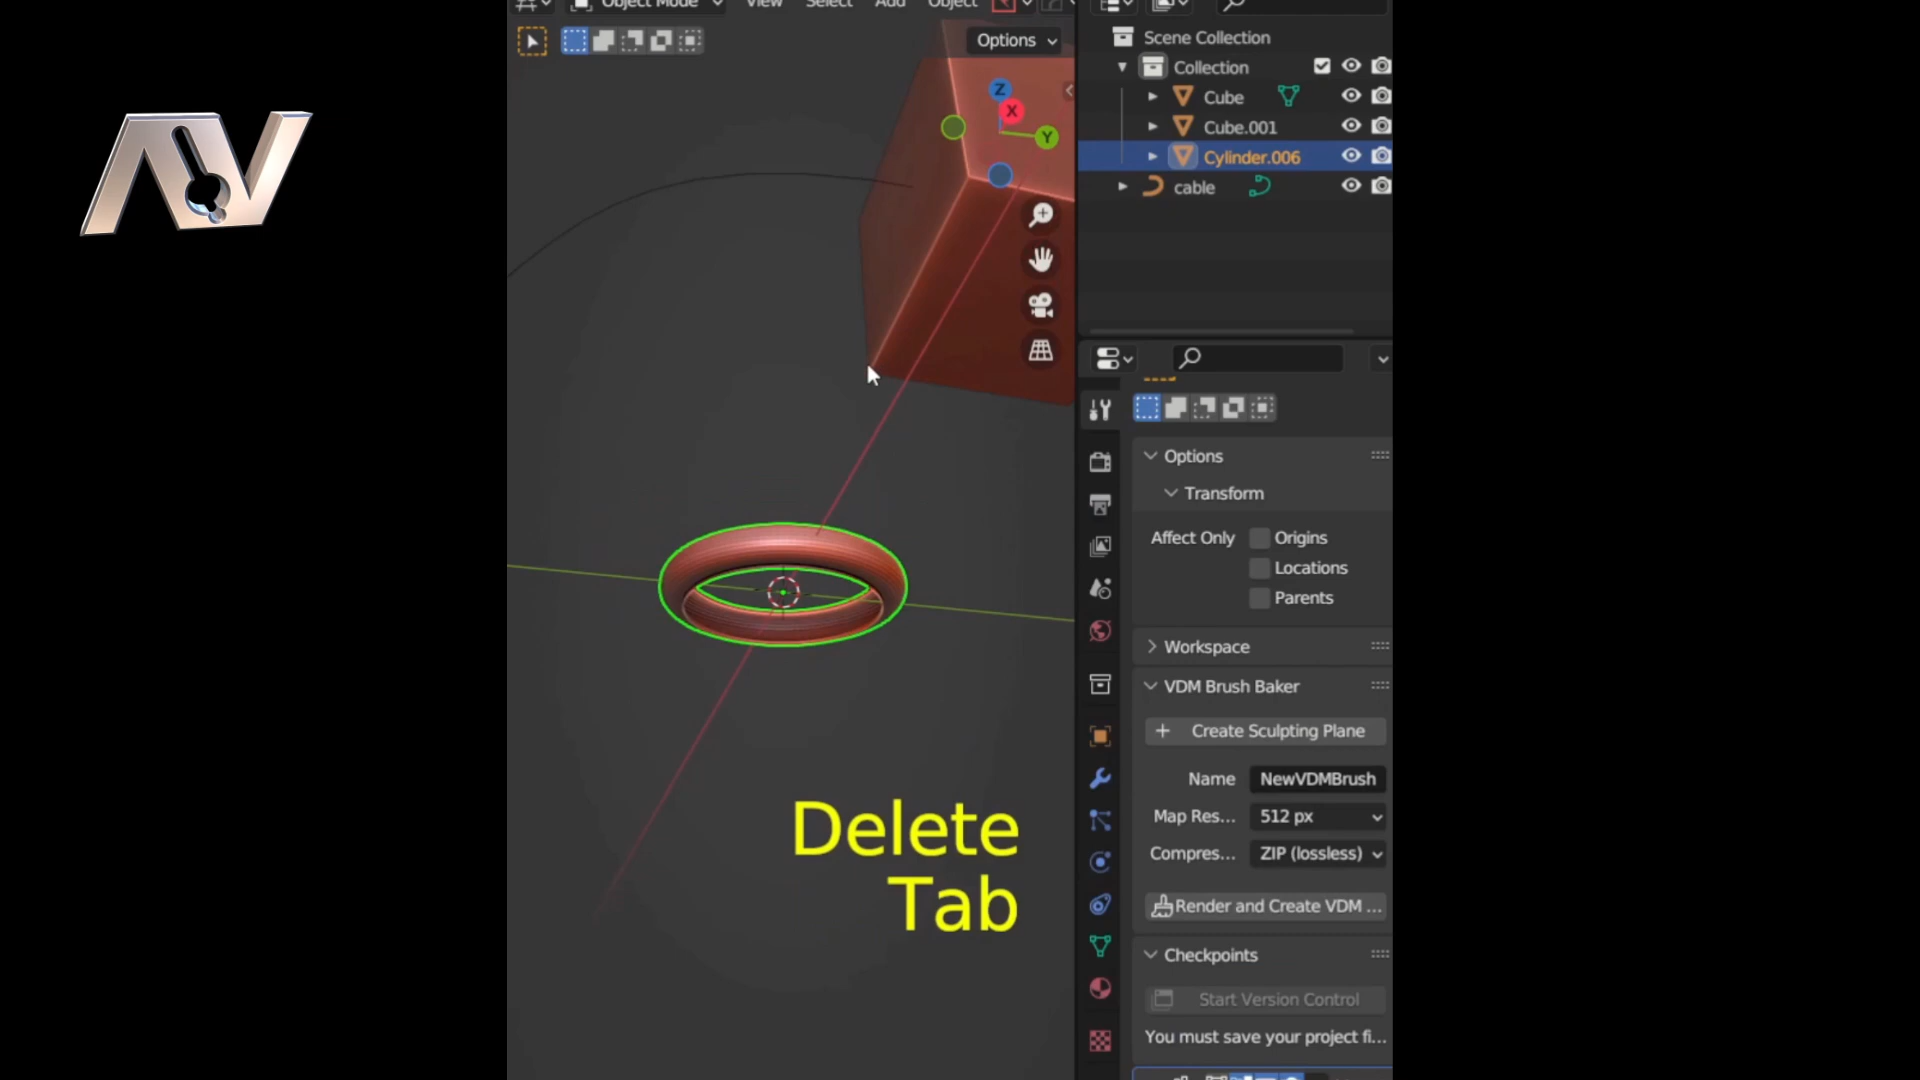 Object Mode View Select Add Object
Options
Z
X
Y
Scene Collection
Collection
Cube
Cube.001
Cylinder.006
cable
Options
Transform
Affect Only Origins
Locations
Parents
Workspace
VDM Brush Baker
Create Sculpting Plane
Name NewVDMBrush
Map Res... 512 px
Compres... ZIP (lossless)
Render and Create VDM ...
Checkpoints
Start Version Control
You must save your project fi...
Delete
Tab
AV